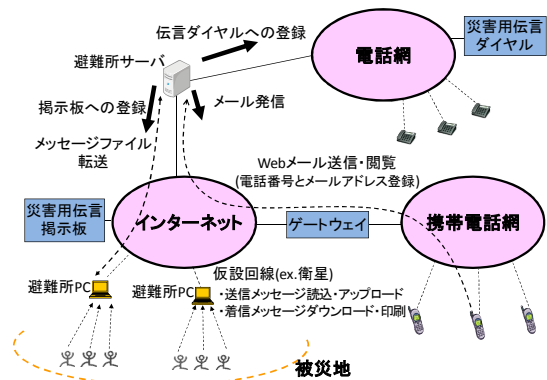 伝言ダイヤルへの登録
災害用伝言
ダイヤル
避難所サーバ
電話網
掲示板への登録
メール発信
メッセージファイル
転送
Webメール送信・閲覧
(電話番号とメールアドレス登録)
災害用伝言
掲示板
インターネット
ゲートウェイ
携帯電話網
仮設回線(ex.衛星)
避難所PC
避難所PC
・送信メッセージ読込・アップロード
・着信メッセージダウンロード・印刷
被災地